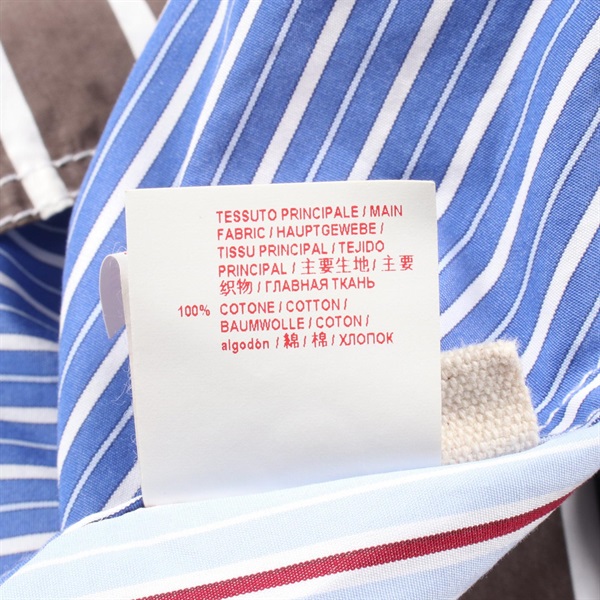 TESSUTO PRINCIPALE / MAIN
FABRIC / HAUPTGEWEBE /
TISSU PRINCIPAL / TEJIDO
PRINCIPAL / 主要生地 / 主要
织物 / ГЛАВНАЯ ТКАНЬ
100% COTONE / COTTON /
BAUMWOLLE / COTON /
algodòn / 綿 / 棉 / ХЛОПОК